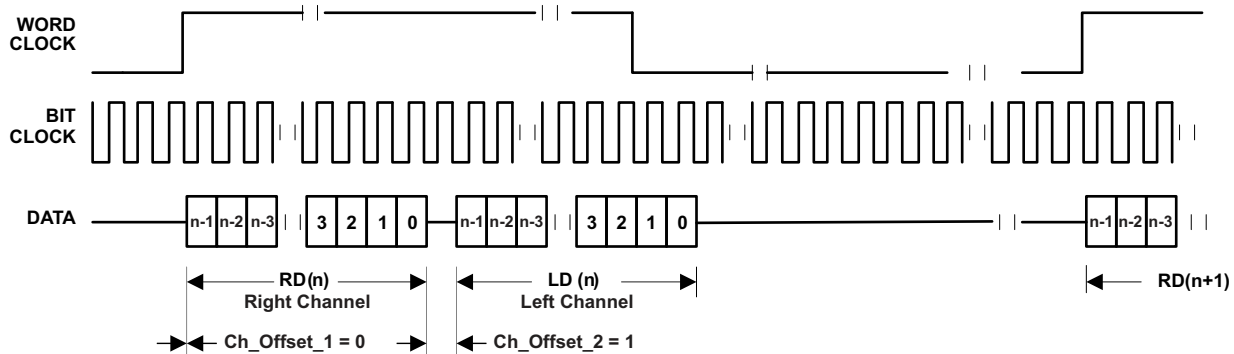 WORD
CLOCK
BIT
CLOCK
DATA
n-1 n-2 n-3 3 2 1 0 n-1 n-2 n-3 3 2 1 0 n-1 n-2 n-3
RD(n) LD (n) RD(n+1)
Right Channel Left Channel
Ch_Offset_1 = 0 Ch_Offset_2 = 1